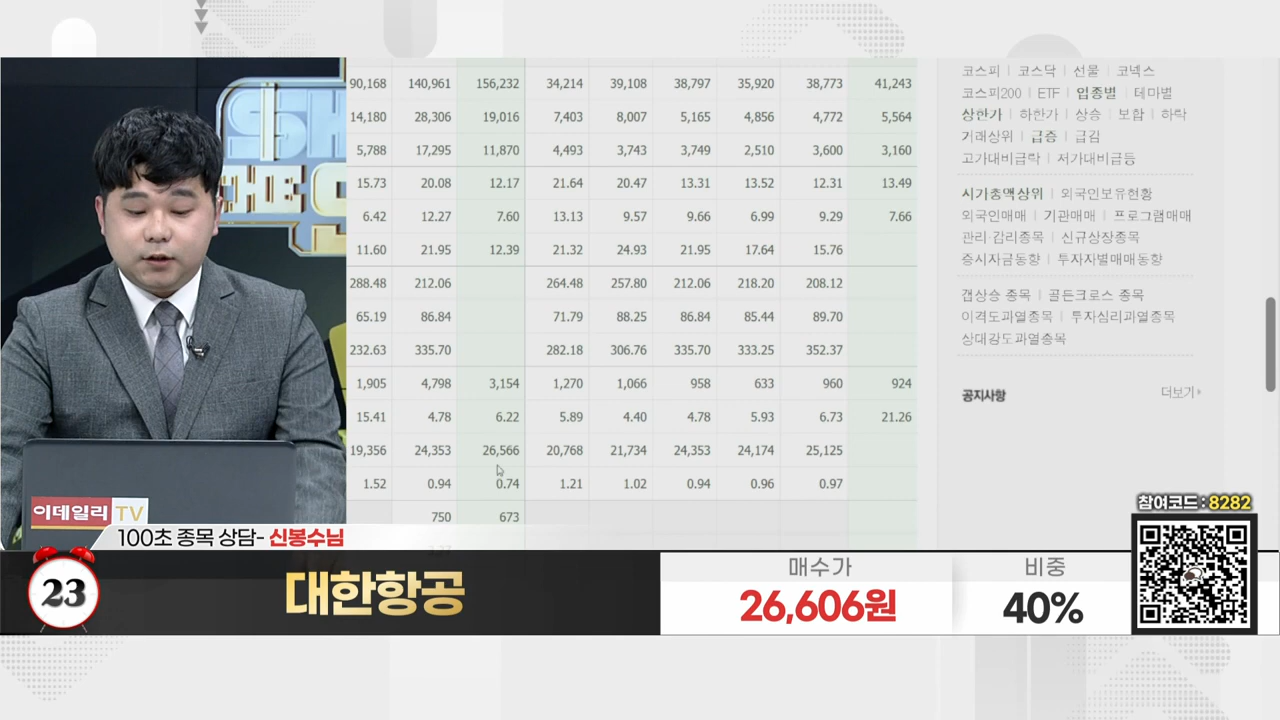 90,168 140,961 156,232 34,214 39,108 38,797 35,920 38,773 41,243
14,180 28,306 19,016 7,403 8,007 5,165 4,856 4,772 5,564
5,788 17,295 11,870 4,493 3,743 3,749 2,510 3,600 3,160
15.73 20.08 12.17 21.64 20.47 13.31 13.52 12.31 13.49
6.42 12.27 7.60 13.13 9.57 9.66 6.99 9.29 7.66
11.60 21.95 12.39 21.32 24.93 21.95 17.64 15.76
288.48 212.06 264.48 257.80 212.06 218.20 208.12
65.19 86.84 71.79 88.25 86.84 85.44 89.70
232.63 335.70 282.18 306.76 335.70 333.25 352.37
1,905 4,798 3,154 1,270 1,066 958 633 960 924
15.41 4.78 6.22 5.89 4.40 4.78 5.93 6.73 21.26
19,356 24,353 26,566 20,768 21,734 24,353 24,174 25,125
1.52 0.94 0.74 1.21 1.02 0.94 0.96 0.97
750 673
코스피 | 코스닥 | 선물 | 코넥스
코스피200 | ETF | 업종별 | 테마별
상한가 | 하한가 | 상승 | 보합 | 하락
거래상위 | 급증 | 급감
고가대비급락 | 저가대비급등
시가총액상위 | 외국인보유현황
외국인매매 | 기관매매 | 프로그램매매
관리·감리종목 | 신규상장종목
증시자금동향 | 투자자별매매동향
갭상승 종목 | 골든크로스 종목
이격도과열종목 | 투자심리과열종목
상대강도과열종목
공지사항 더보기
참여코드 : 8282
이데일리 TV
100초 종목 상담- 신봉수님
23
대한항공
매수가
26,606원
비중
40%